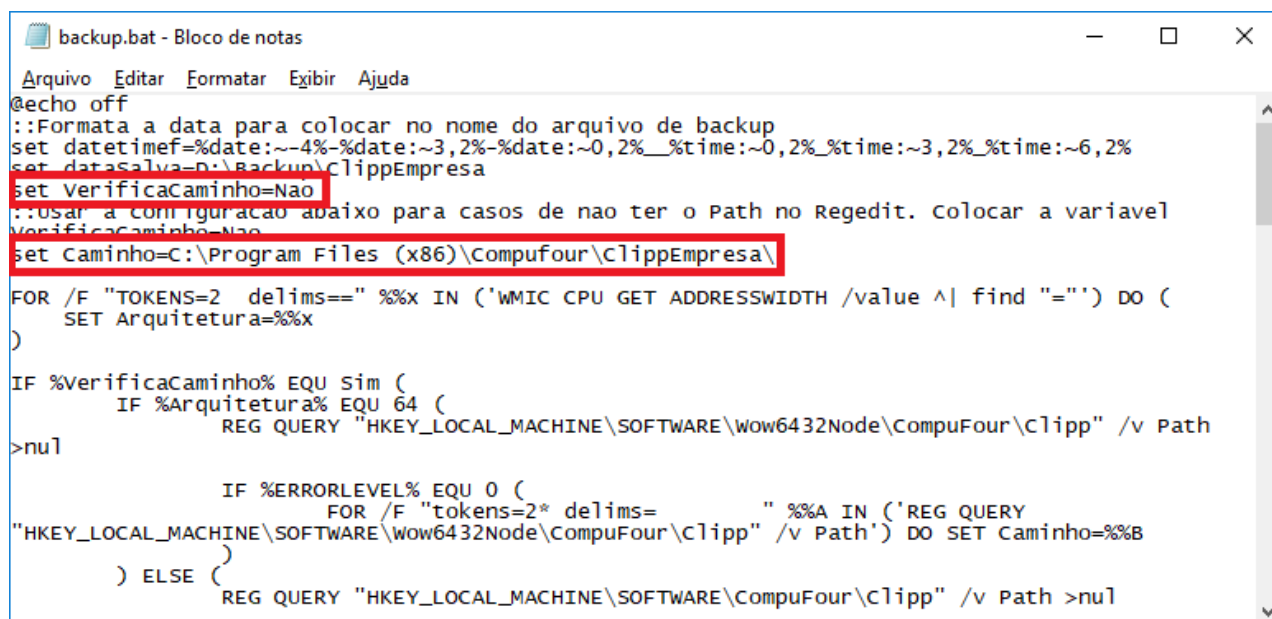 backup.bat - Bloco de notas
Arquivo Editar Formatar Exibir Ajuda
@echo off
::Formata a data para colocar no nome do arquivo de backup
set datetimef=%date:~-4%-%date:~3,2%-%date:~0,2%__%time:~0,2%_%time:~3,2%_%time:~6,2%
set dataSalva=D:\Backup\ClippEmpresa
set VerificaCaminho=Nao
::Usar a configuracao abaixo para casos de nao ter o Path no Regedit. Colocar a variavel
VerificaCaminho=Nao
set Caminho=C:\Program Files (x86)\Compufour\ClippEmpresa\
FOR /F "TOKENS=2  delims==" %%x IN ('WMIC CPU GET ADDRESSWIDTH /value ^| find "="') DO (
    SET Arquitetura=%%x
)
IF %VerificaCaminho% EQU Sim (
        IF %Arquitetura% EQU 64 (
                REG QUERY "HKEY_LOCAL_MACHINE\SOFTWARE\Wow6432Node\CompuFour\Clipp" /v Path
>nul
                IF %ERRORLEVEL% EQU 0 (
                        FOR /F "tokens=2* delims=        " %%A IN ('REG QUERY
"HKEY_LOCAL_MACHINE\SOFTWARE\Wow6432Node\CompuFour\Clipp" /v Path') DO SET Caminho=%%B
                )
        ) ELSE (
                REG QUERY "HKEY_LOCAL_MACHINE\SOFTWARE\CompuFour\Clipp" /v Path >nul